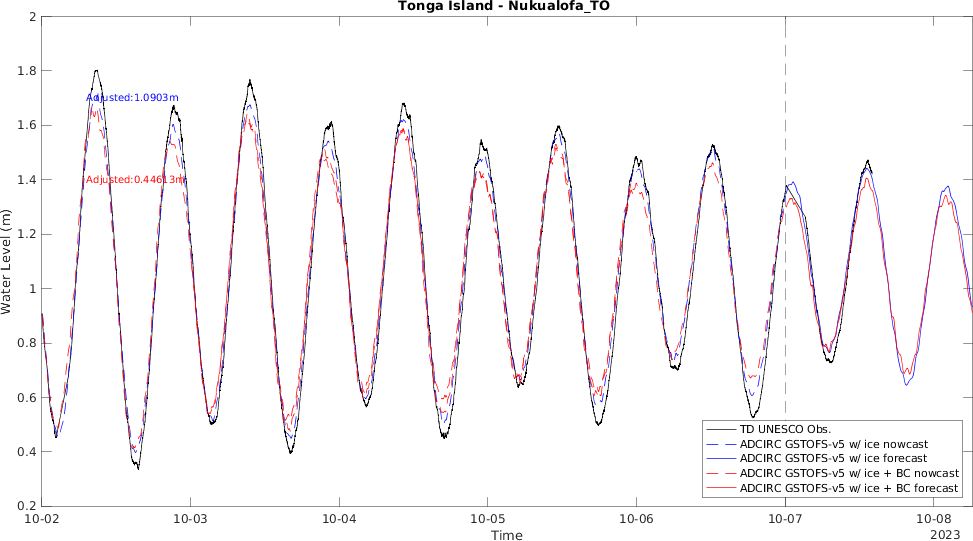 Tonga Island - Nukualofa_TO
2
1.8
1.6
1.4
1.2
1
0.8
0.6
0.4
0.2
Water Level (m)
Adjusted:1.0903m
Adjusted:0.44613m
TD UNESCO Obs.
ADCIRC GSTOFS-v5 w/ ice nowcast
ADCIRC GSTOFS-v5 w/ ice forecast
ADCIRC GSTOFS-v5 w/ ice + BC nowcast
ADCIRC GSTOFS-v5 w/ ice + BC forecast
10-02 10-03 10-04 10-05 10-06 10-07 10-08
Time
2023